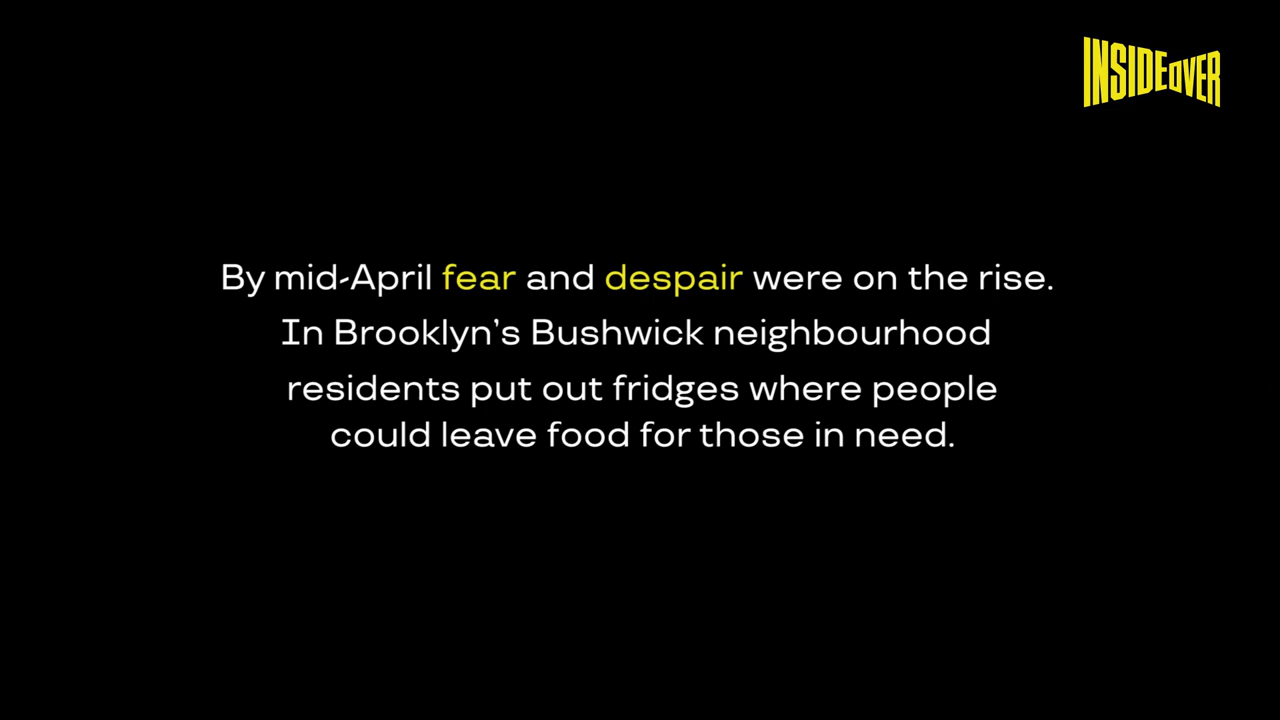 INSIDEOVER
By mid-April fear and despair were on the rise.
In Brooklyn's Bushwick neighbourhood
residents put out fridges where people
could leave food for those in need.